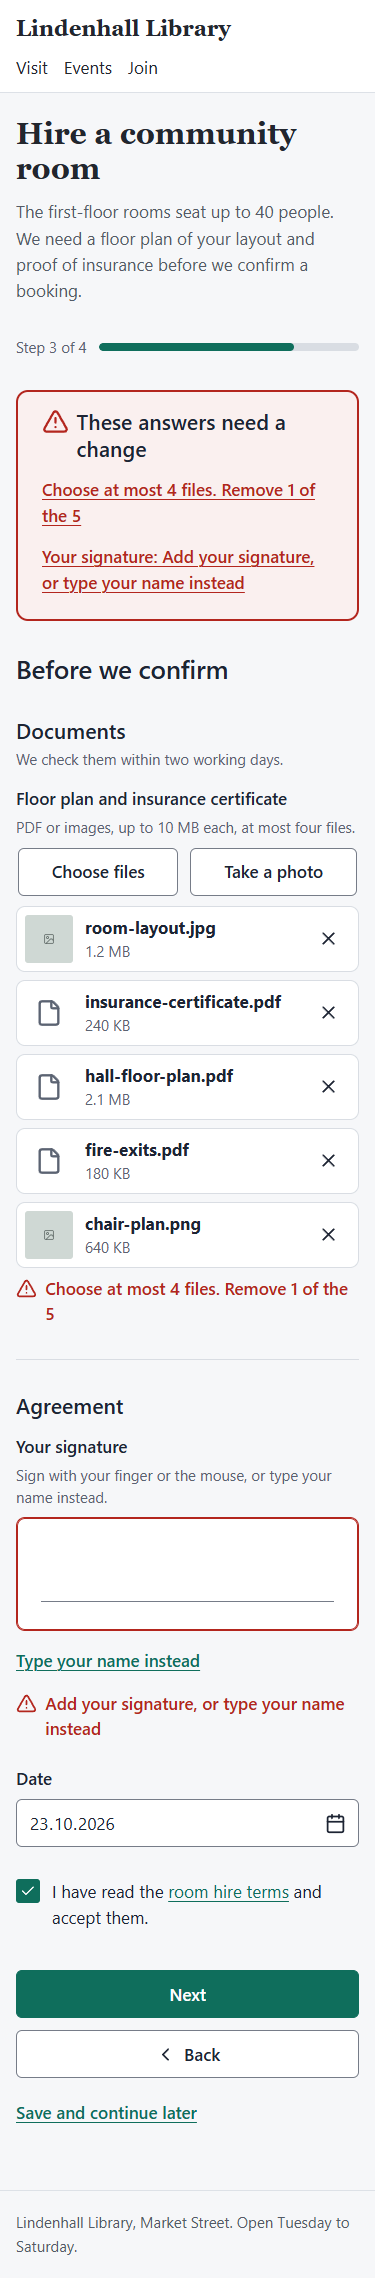 Lindenhall Library
Visit Events Join
Hire a community
room
The first-floor rooms seat up to 40 people.
We need a floor plan of your layout and
proof of insurance before we confirm a
booking.
Step 3 of 4
These answers need a
change
Choose at most 4 files. Remove 1 of
the 5
Your signature: Add your signature,
or type your name instead
Before we confirm
Documents
We check them within two working days.
Floor plan and insurance certificate
PDF or images, up to 10 MB each, at most four files.
Choose files Take a photo
room-layout.jpg
1.2 MB
insurance-certificate.pdf
240 KB
hall-floor-plan.pdf
2.1 MB
fire-exits.pdf
180 KB
chair-plan.png
640 KB
Choose at most 4 files. Remove 1 of the
5
Agreement
Your signature
Sign with your finger or the mouse, or type your
name instead.
Type your name instead
Add your signature, or type your name
instead
Date
23.10.2026
I have read the room hire terms and
accept them.
Next
Back
Save and continue later
Lindenhall Library, Market Street. Open Tuesday to
Saturday.